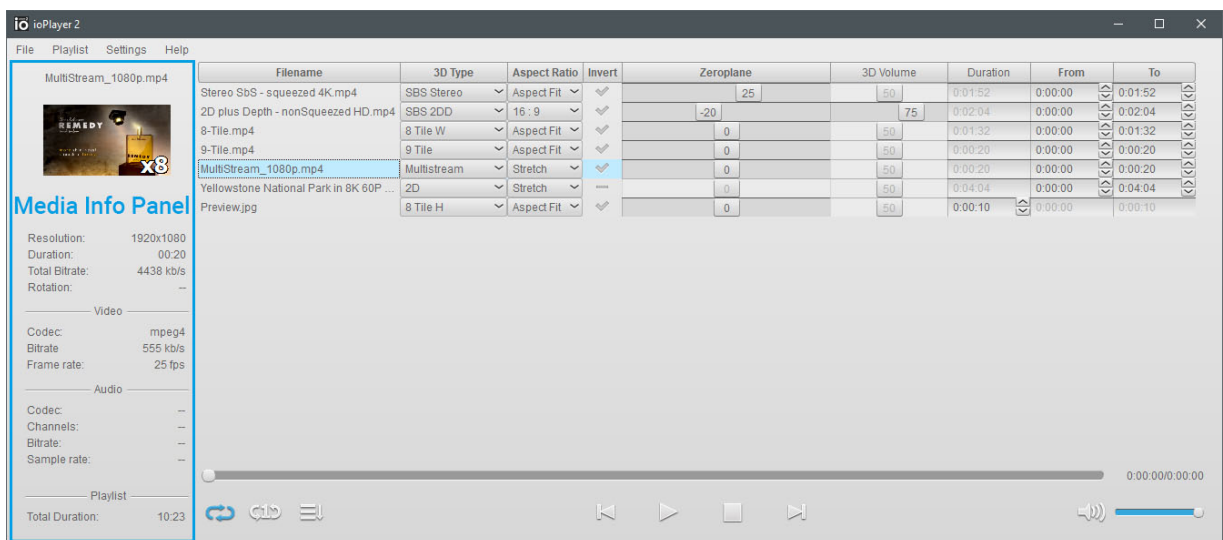 iO ioPlayer 2
File Playlist Settings Help
MultiStream_1080p.mp4
REMEDY
x8
Media Info Panel
Resolution: 1920x1080
Duration: 00:20
Total Bitrate: 4438 kb/s
Rotation: --
Video
Codec: mpeg4
Bitrate 555 kb/s
Frame rate: 25 fps
Audio
Codec: --
Channels: --
Bitrate: --
Sample rate: --
Playlist
Total Duration: 10:23
Filename 3D Type Aspect Ratio Invert Zeroplane 3D Volume Duration From To
Stereo SbS - squeezed 4K.mp4 SBS Stereo Aspect Fit 25 50 0:01:52 0:00:00 0:01:52
2D plus Depth - nonSqueezed HD.mp4 SBS 2DD 16 : 9 -20 75 0:02:04 0:00:00 0:02:04
8-Tile.mp4 8 Tile W Aspect Fit 0 50 0:01:32 0:00:00 0:01:32
9-Tile.mp4 9 Tile Aspect Fit 0 50 0:00:20 0:00:00 0:00:20
MultiStream_1080p.mp4 Multistream Stretch 0 50 0:00:20 0:00:00 0:00:20
Yellowstone National Park in 8K 60P ... 2D Stretch 0 50 0:04:04 0:00:00 0:04:04
Preview.jpg 8 Tile H Aspect Fit 0 50 0:00:10 0:00:00 0:00:10
0:00:00/0:00:00
1